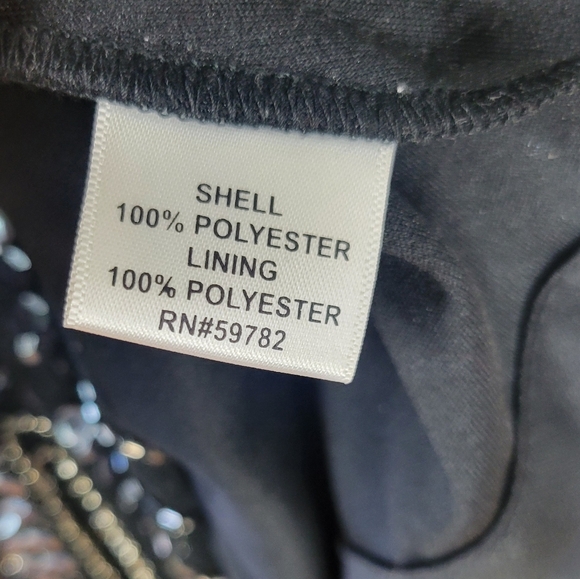 SHELL
100% POLYESTER
LINING
100% POLYESTER
RN#59782